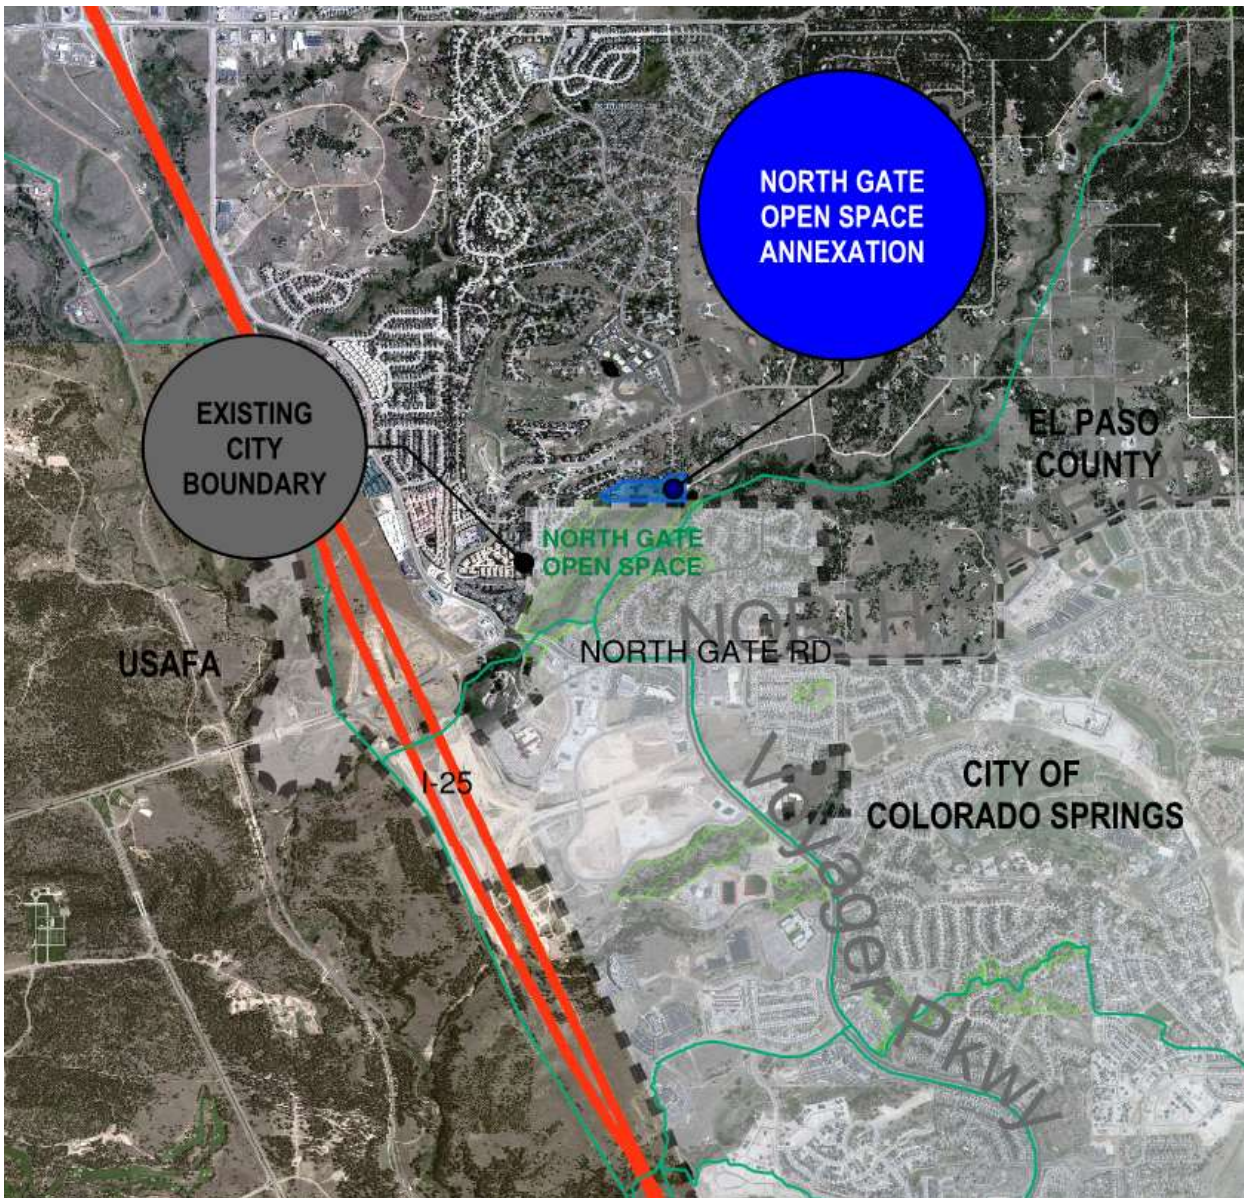 NORTH GATE
OPEN SPACE
ANNEXATION
EXISTING
CITY
BOUNDARY
EL PASO
COUNTY
NORTH GATE
OPEN SPACE
USAFA
NORTH GATE RD
I-25
CITY OF
COLORADO SPRINGS
Voyager Pkwy